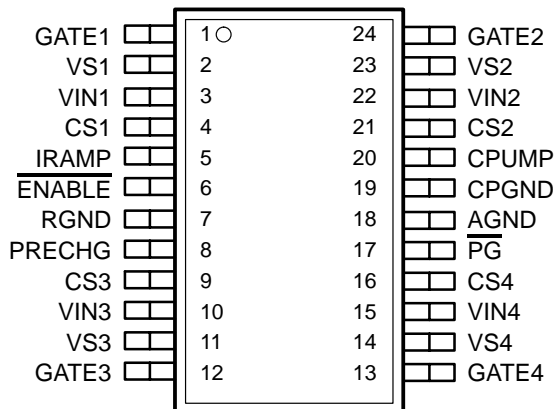 GATE1 1 24 GATE2
VS1 2 23 VS2
VIN1 3 22 VIN2
CS1 4 21 CS2
IRAMP 5 20 CPUMP
ENABLE 6 19 CPGND
RGND 7 18 AGND
PRECHG 8 17 PG
CS3 9 16 CS4
VIN3 10 15 VIN4
VS3 11 14 VS4
GATE3 12 13 GATE4